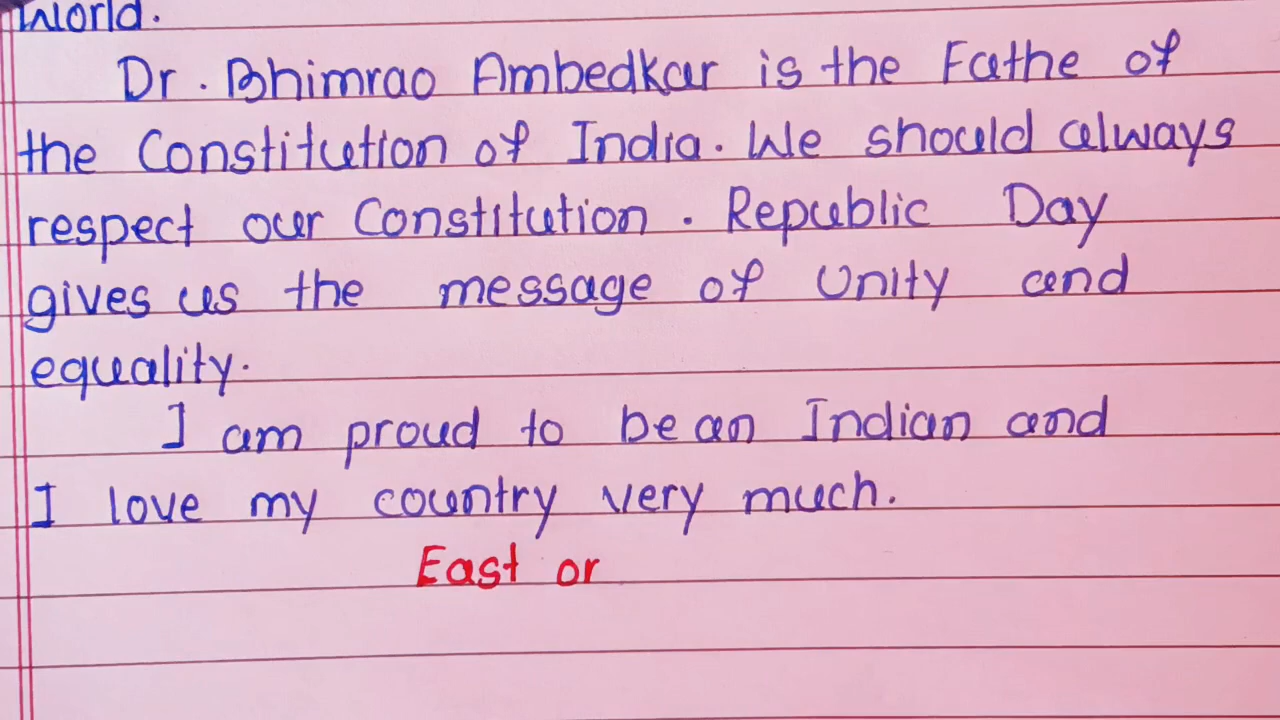 World.
Dr. Bhimrao Ambedkar is the Fathe of
the Constitution of India. We should always
respect our Constitution. Republic Day
gives us the message of Unity and
equality.
I am proud to be an Indian and
I love my country very much.
East or